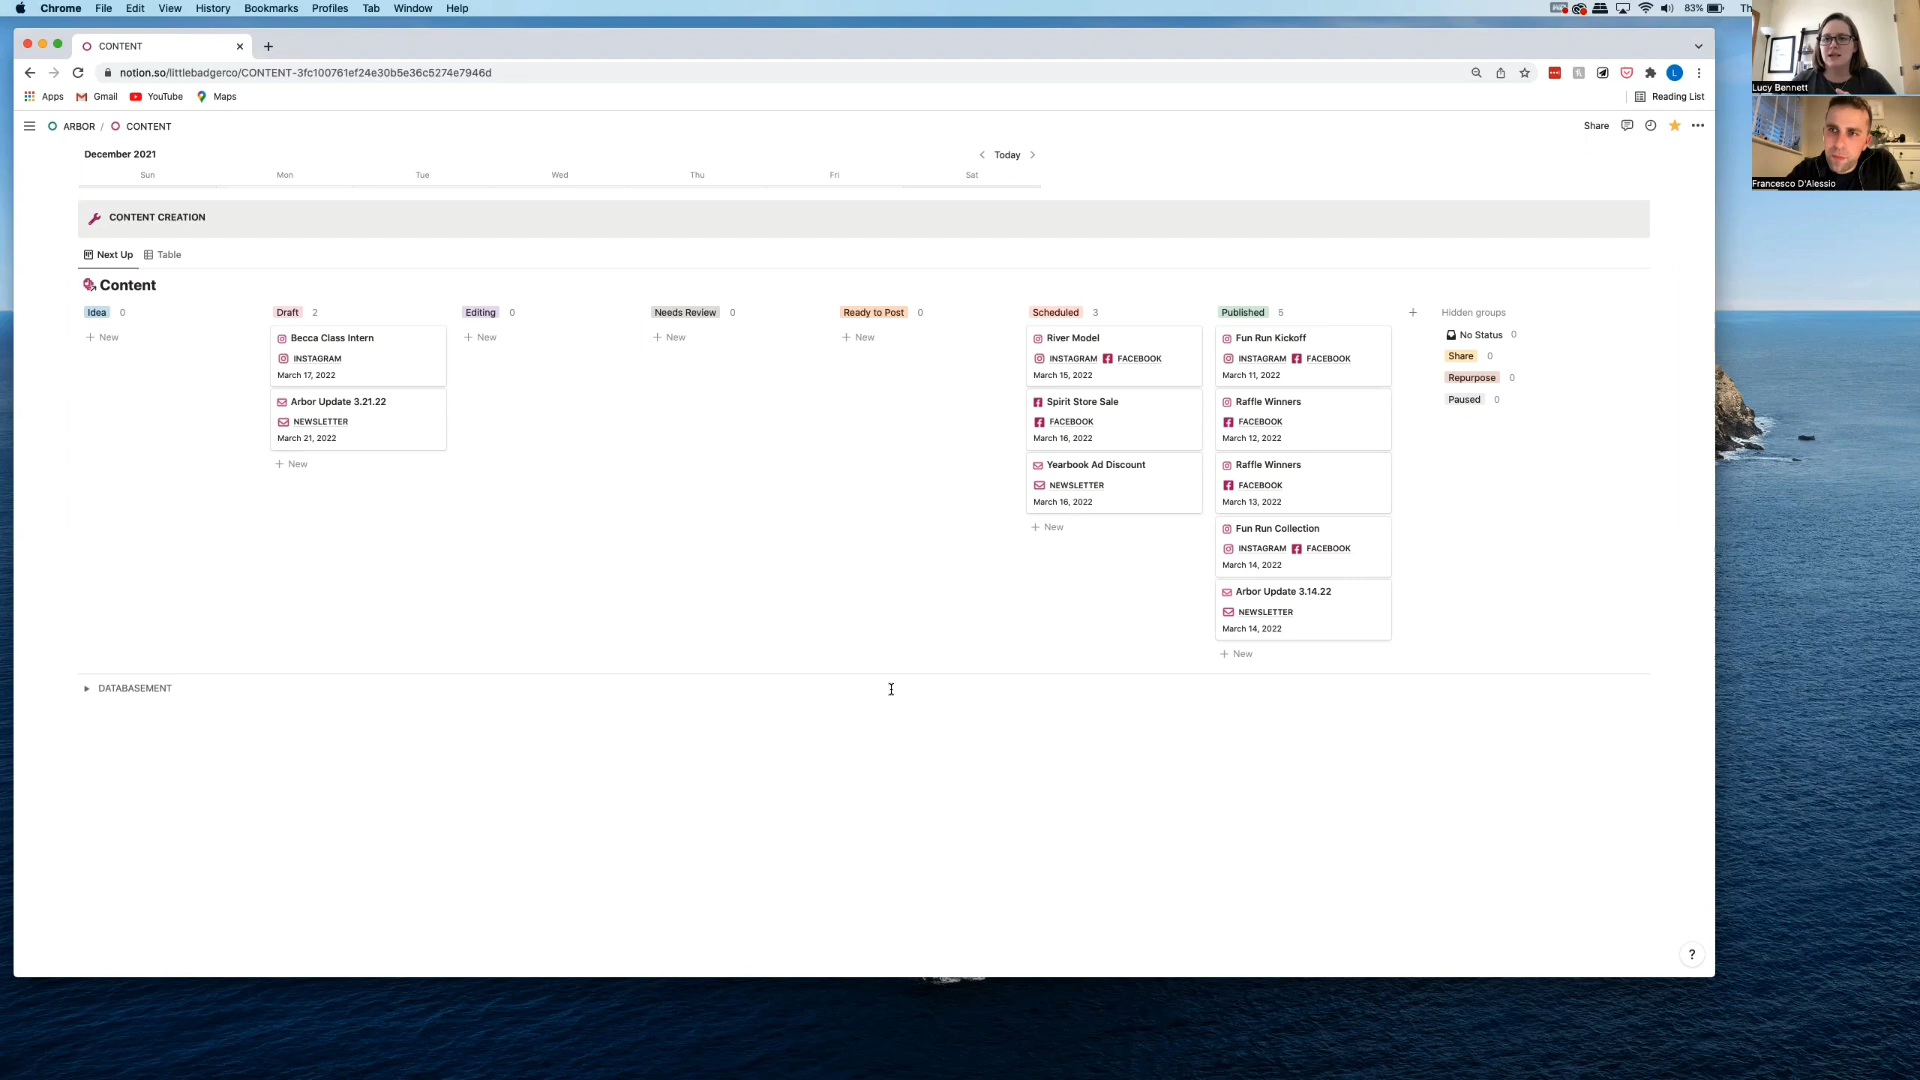 Chrome File Edit View History Bookmarks Profiles Tab Window Help 83% Th
CONTENT
notion.so/littlebadgerco/CONTENT-3fc100761ef24e30b5e36c5274e7946d
Apps Gmail YouTube Maps Reading List
ARBOR / CONTENT Share
December 2021 Today
Sun Mon Tue Wed Thu Fri Sat
CONTENT CREATION
Next Up Table
Content
Idea 0
+ New
Draft 2
Becca Class Intern
INSTAGRAM
March 17, 2022
Arbor Update 3.21.22
NEWSLETTER
March 21, 2022
+ New
Editing 0
+ New
Needs Review 0
+ New
Ready to Post 0
+ New
Scheduled 3
River Model
INSTAGRAM FACEBOOK
March 15, 2022
Spirit Store Sale
FACEBOOK
March 16, 2022
Yearbook Ad Discount
NEWSLETTER
March 16, 2022
+ New
Published 5
Fun Run Kickoff
INSTAGRAM FACEBOOK
March 11, 2022
Raffle Winners
FACEBOOK
March 12, 2022
Raffle Winners
FACEBOOK
March 13, 2022
Fun Run Collection
INSTAGRAM FACEBOOK
March 14, 2022
Arbor Update 3.14.22
NEWSLETTER
March 14, 2022
+ New
Hidden groups
No Status 0
Share 0
Repurpose 0
Paused 0
DATABASEMENT
?
Lucy Bennett
Francesco D'Alessio